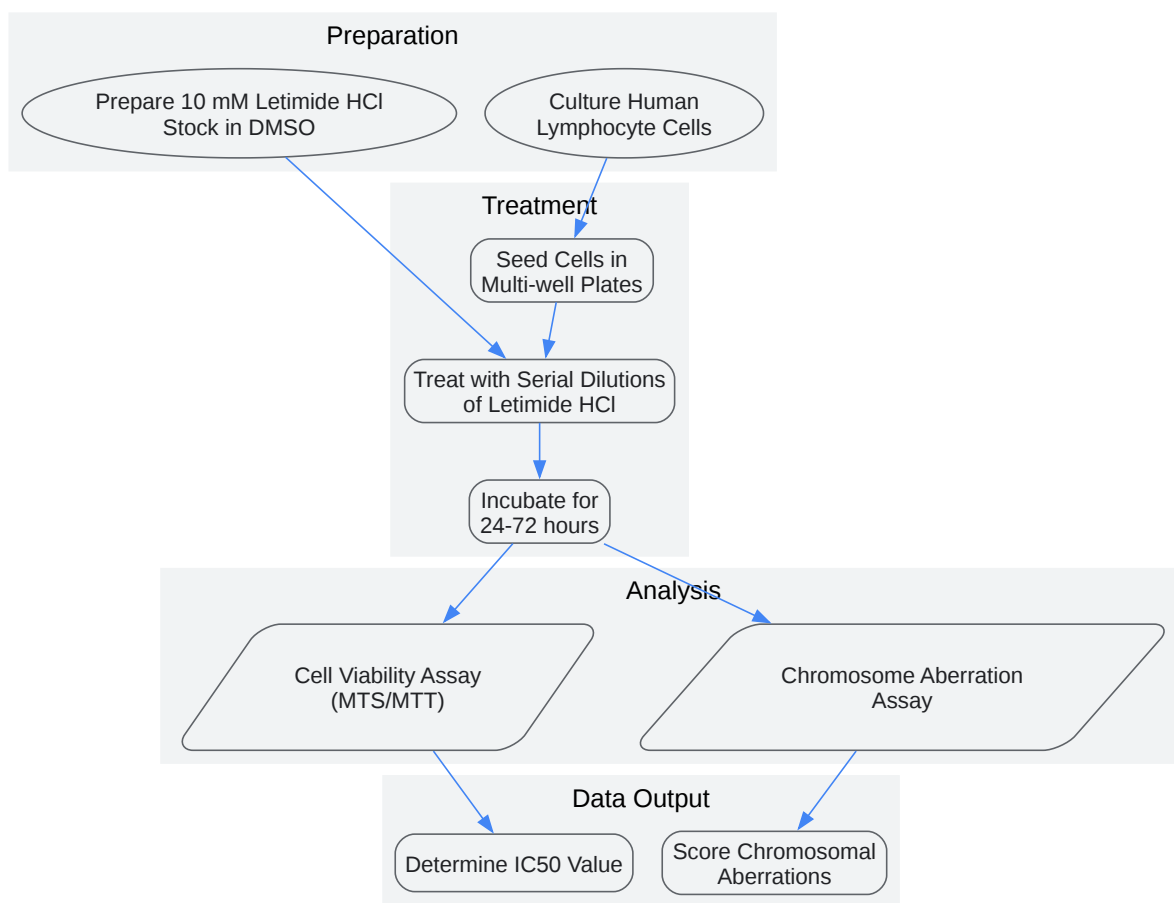 Preparation
Prepare 10 mM Letimide HCl
Stock in DMSO
Culture Human
Lymphocyte Cells
Treatment
Seed Cells in
Multi-well Plates
Treat with Serial Dilutions
of Letimide HCl
Incubate for
24-72 hours
Analysis
Cell Viability Assay
(MTS/MTT)
Chromosome Aberration
Assay
Data Output
Determine IC50 Value
Score Chromosomal
Aberrations